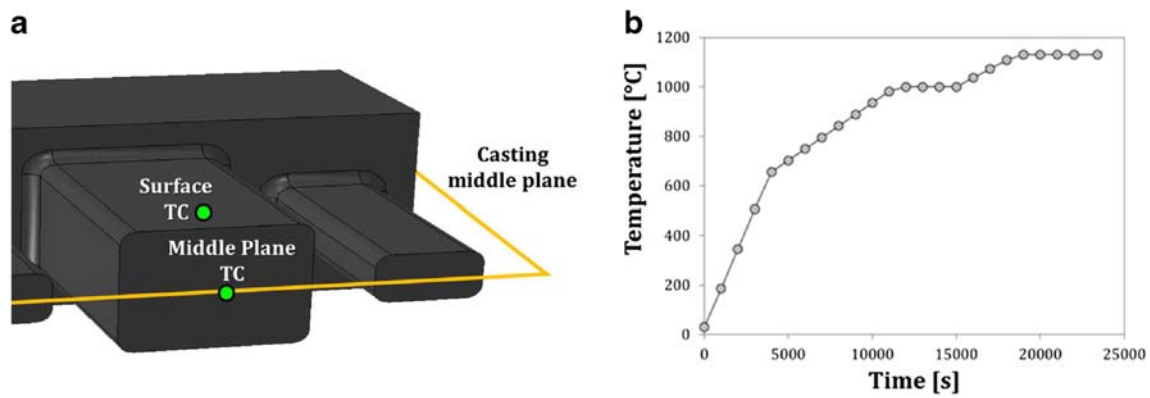 a
Surface
TC
Middle Plane
TC
Casting
middle plane
b
Temperature [°C]
1200
1000
800
600
400
200
0
0 5000 10000 15000 20000 25000
Time [s]